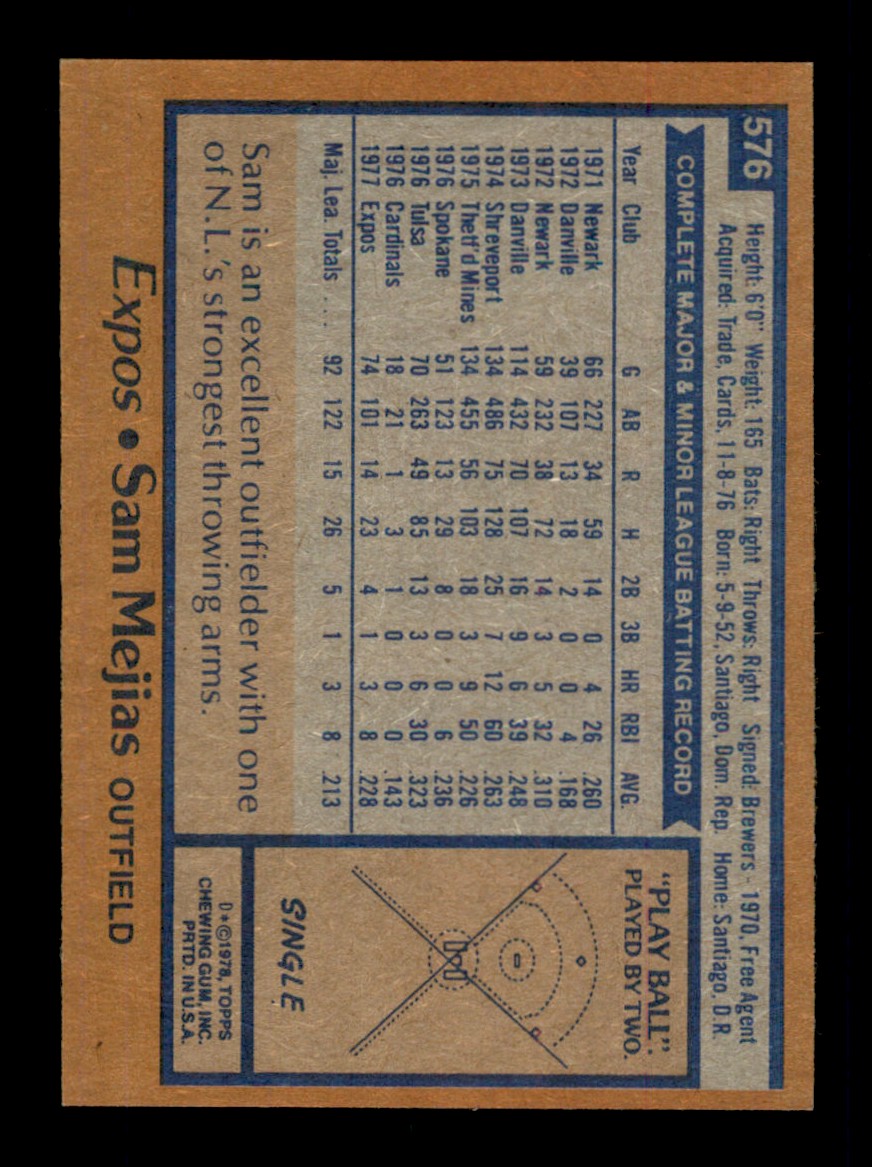 576
Height: 6'0" Weight: 165 Bats: Right Throws: Right Signed: Brewers - 1970, Free Agent
Acquired: Trade, Cards, 11-8-76 Born: 5-9-52, Santiago, Dom. Rep. Home: Santiago, D.R.
COMPLETE MAJOR & MINOR LEAGUE BATTING RECORD
Year Club G AB R H 2B 3B HR RBI AVG.
1971 Newark 66 227 34 59 14 0 4 26 .260
1972 Danville 39 107 13 18 2 0 0 4 .168
1972 Newark 59 232 38 72 14 3 5 32 .310
1973 Danville 114 432 70 107 16 9 6 39 .248
1974 Shreveport 134 486 75 128 25 7 12 60 .263
1975 Thetf'd Mines 134 455 56 103 18 3 9 50 .226
1976 Spokane 51 123 13 29 8 0 0 6 .236
1976 Tulsa 70 263 49 85 13 3 6 30 .323
1976 Cardinals 18 21 1 3 1 0 0 0 .143
1977 Expos 74 101 14 23 4 1 3 8 .228
Maj. Lea. Totals . . . 92 122 15 26 5 1 3 8 .213
Sam is an excellent outfielder with one
of N.L.'s strongest throwing arms.
"PLAY BALL".
PLAYED BY TWO.
SINGLE
D*©1978, TOPPS
CHEWING GUM, INC.
PRTD. IN U.S.A.
Expos • Sam Mejias OUTFIELD